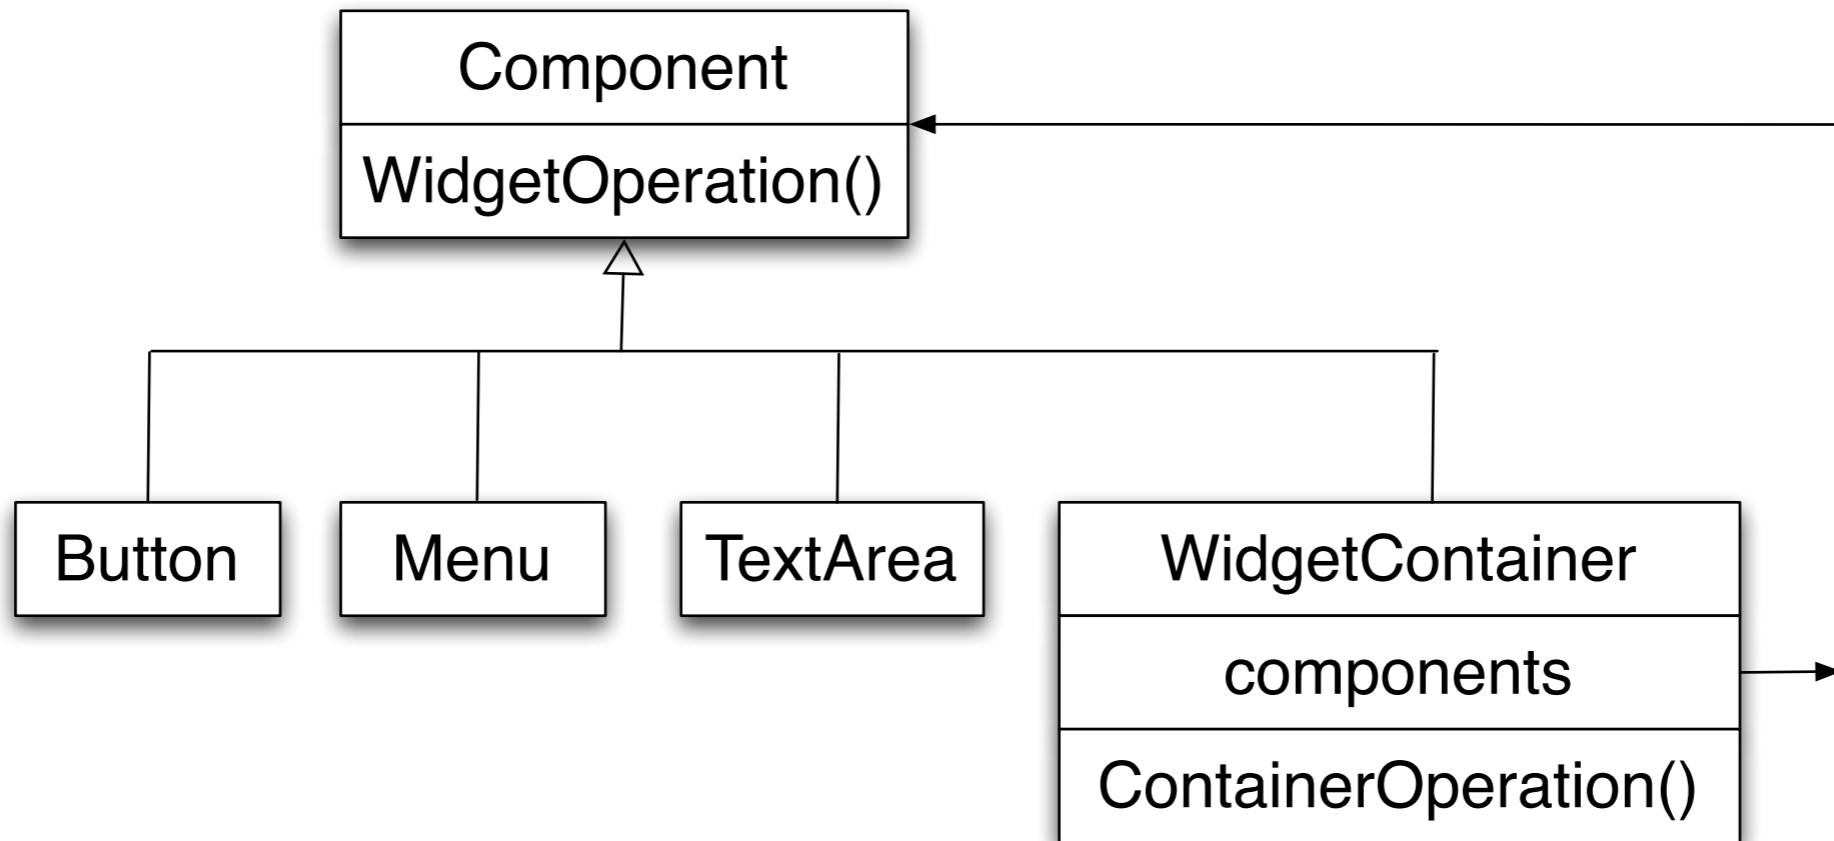 Component
WidgetOperation()
Button
Menu
TextArea
WidgetContainer
components
ContainerOperation()